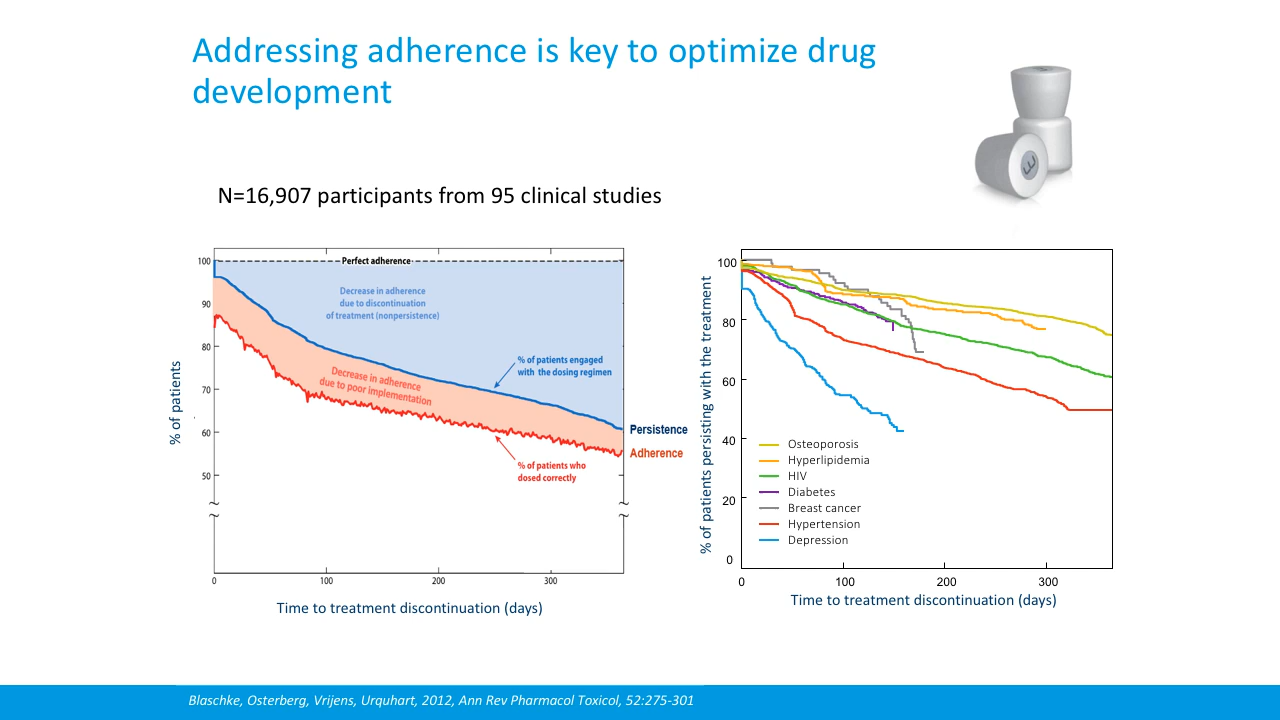 Addressing adherence is key to optimize drug
development
N=16,907 participants from 95 clinical studies
% of patients
100
90
80
70
60
50
Perfect adherence
Decrease in adherence
due to discontinuation
of treatment (nonpersistence)
% of patients engaged
with the dosing regimen
Decrease in adherence
due to poor implementation
% of patients who
dosed correctly
Persistence
Adherence
≈
≈
0
100
200
300
Time to treatment discontinuation (days)
% of patients persisting with the treatment
100
80
60
40
20
0
Osteoporosis
Hyperlipidemia
HIV
Diabetes
Breast cancer
Hypertension
Depression
0
100
200
300
Time to treatment discontinuation (days)
Blaschke, Osterberg, Vrijens, Urquhart, 2012, Ann Rev Pharmacol Toxicol, 52:275-301